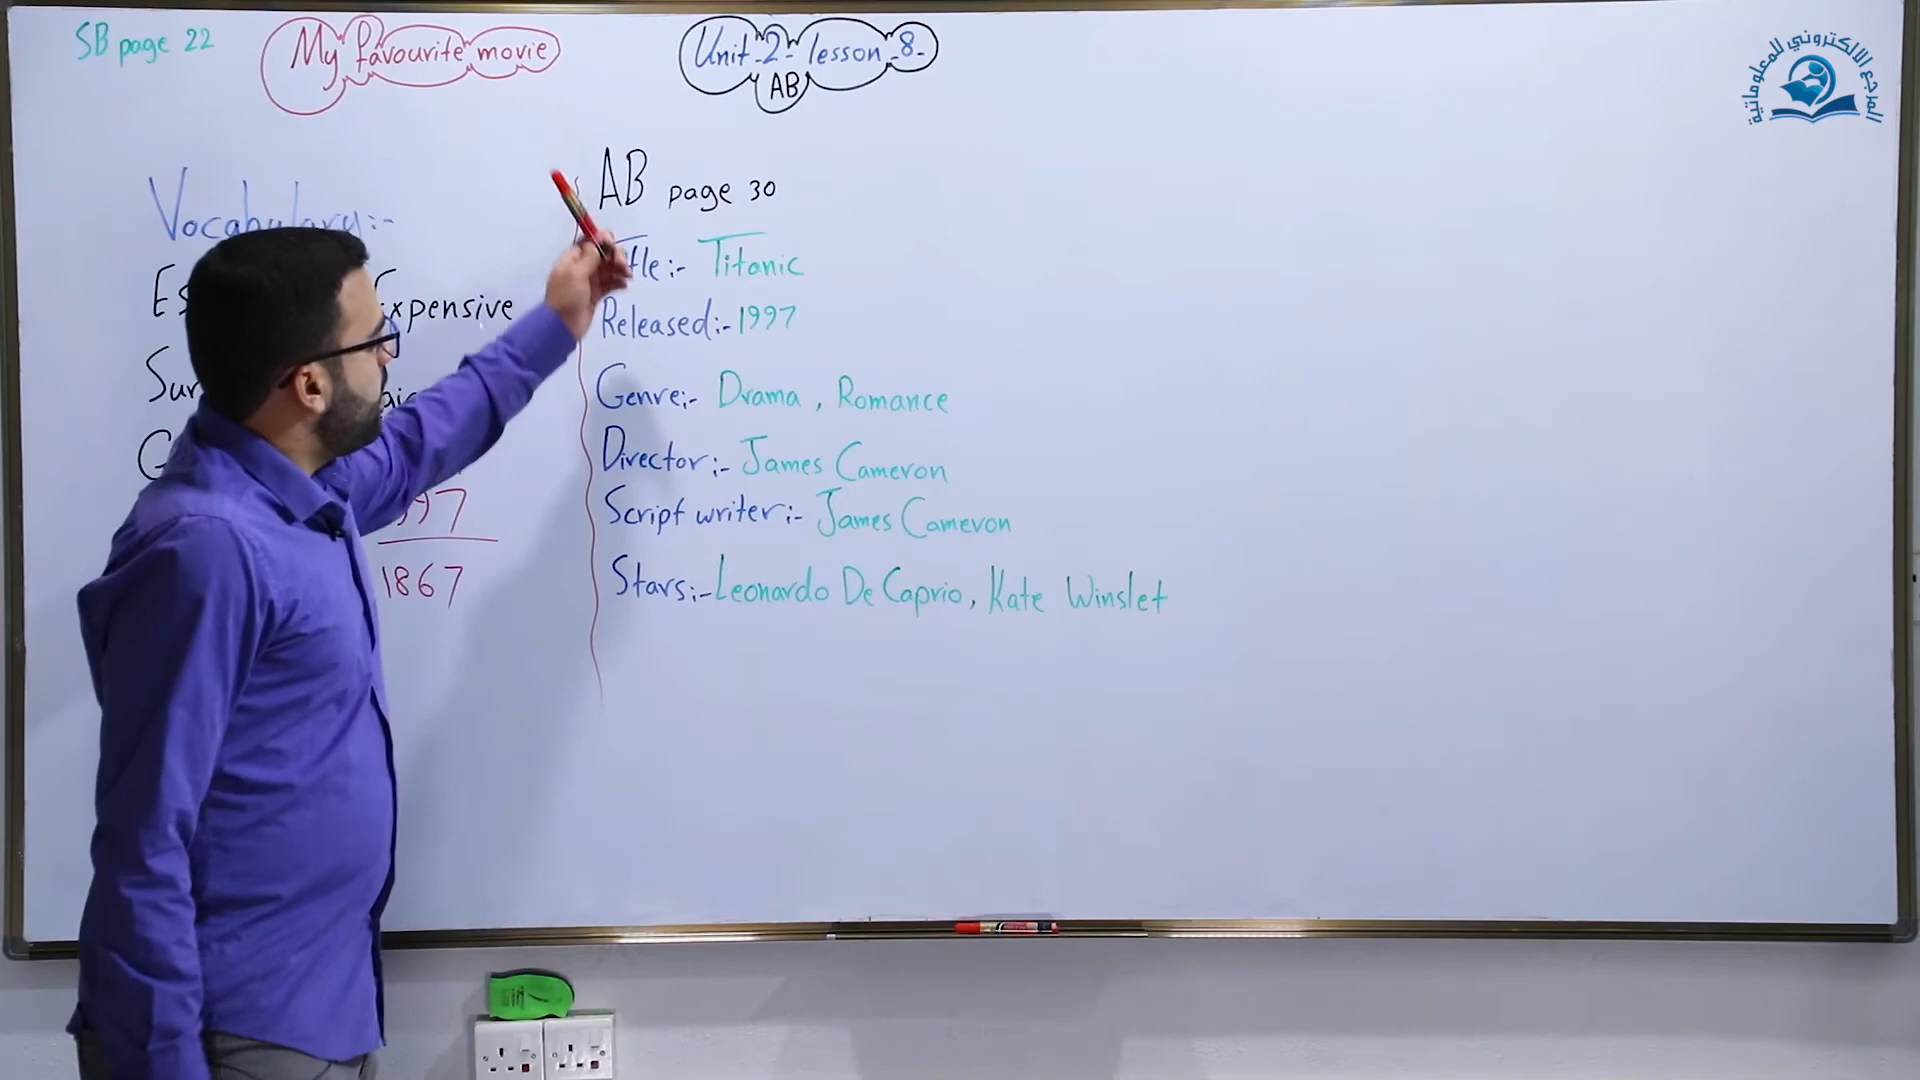 SB page 22
My favourite movie
Unit -2- lesson -8-
AB
المرجع الالكتروني للمعلوماتية
Vocabulary:-
Expensive
AB page 30
Title:- Titanic
Released:- 1997
Genre:- Drama, Romance
Director:- James Cameron
Script writer:- James Cameron
Stars:- Leonardo De Caprio, Kate Winslet
97
1867